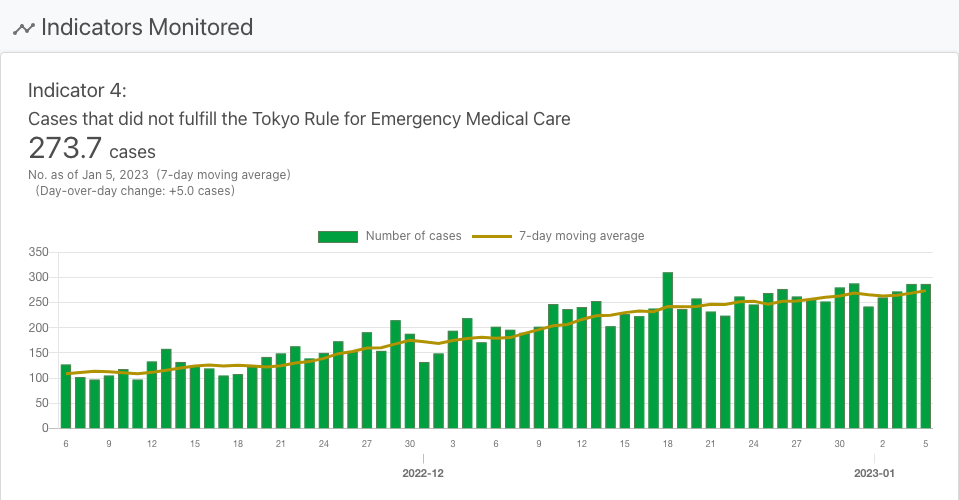 Indicators Monitored
Indicator 4:
Cases that did not fulfill the Tokyo Rule for Emergency Medical Care
273.7 cases
No. as of Jan 5, 2023 (7-day moving average)
(Day-over-day change: +5.0 cases)
Number of cases 7-day moving average
350
300
250
200
150
100
50
0
6 9 12 15 18 21 24 27 30 3 6 9 12 15 18 21 24 27 30 2 5
2022-12 2023-01